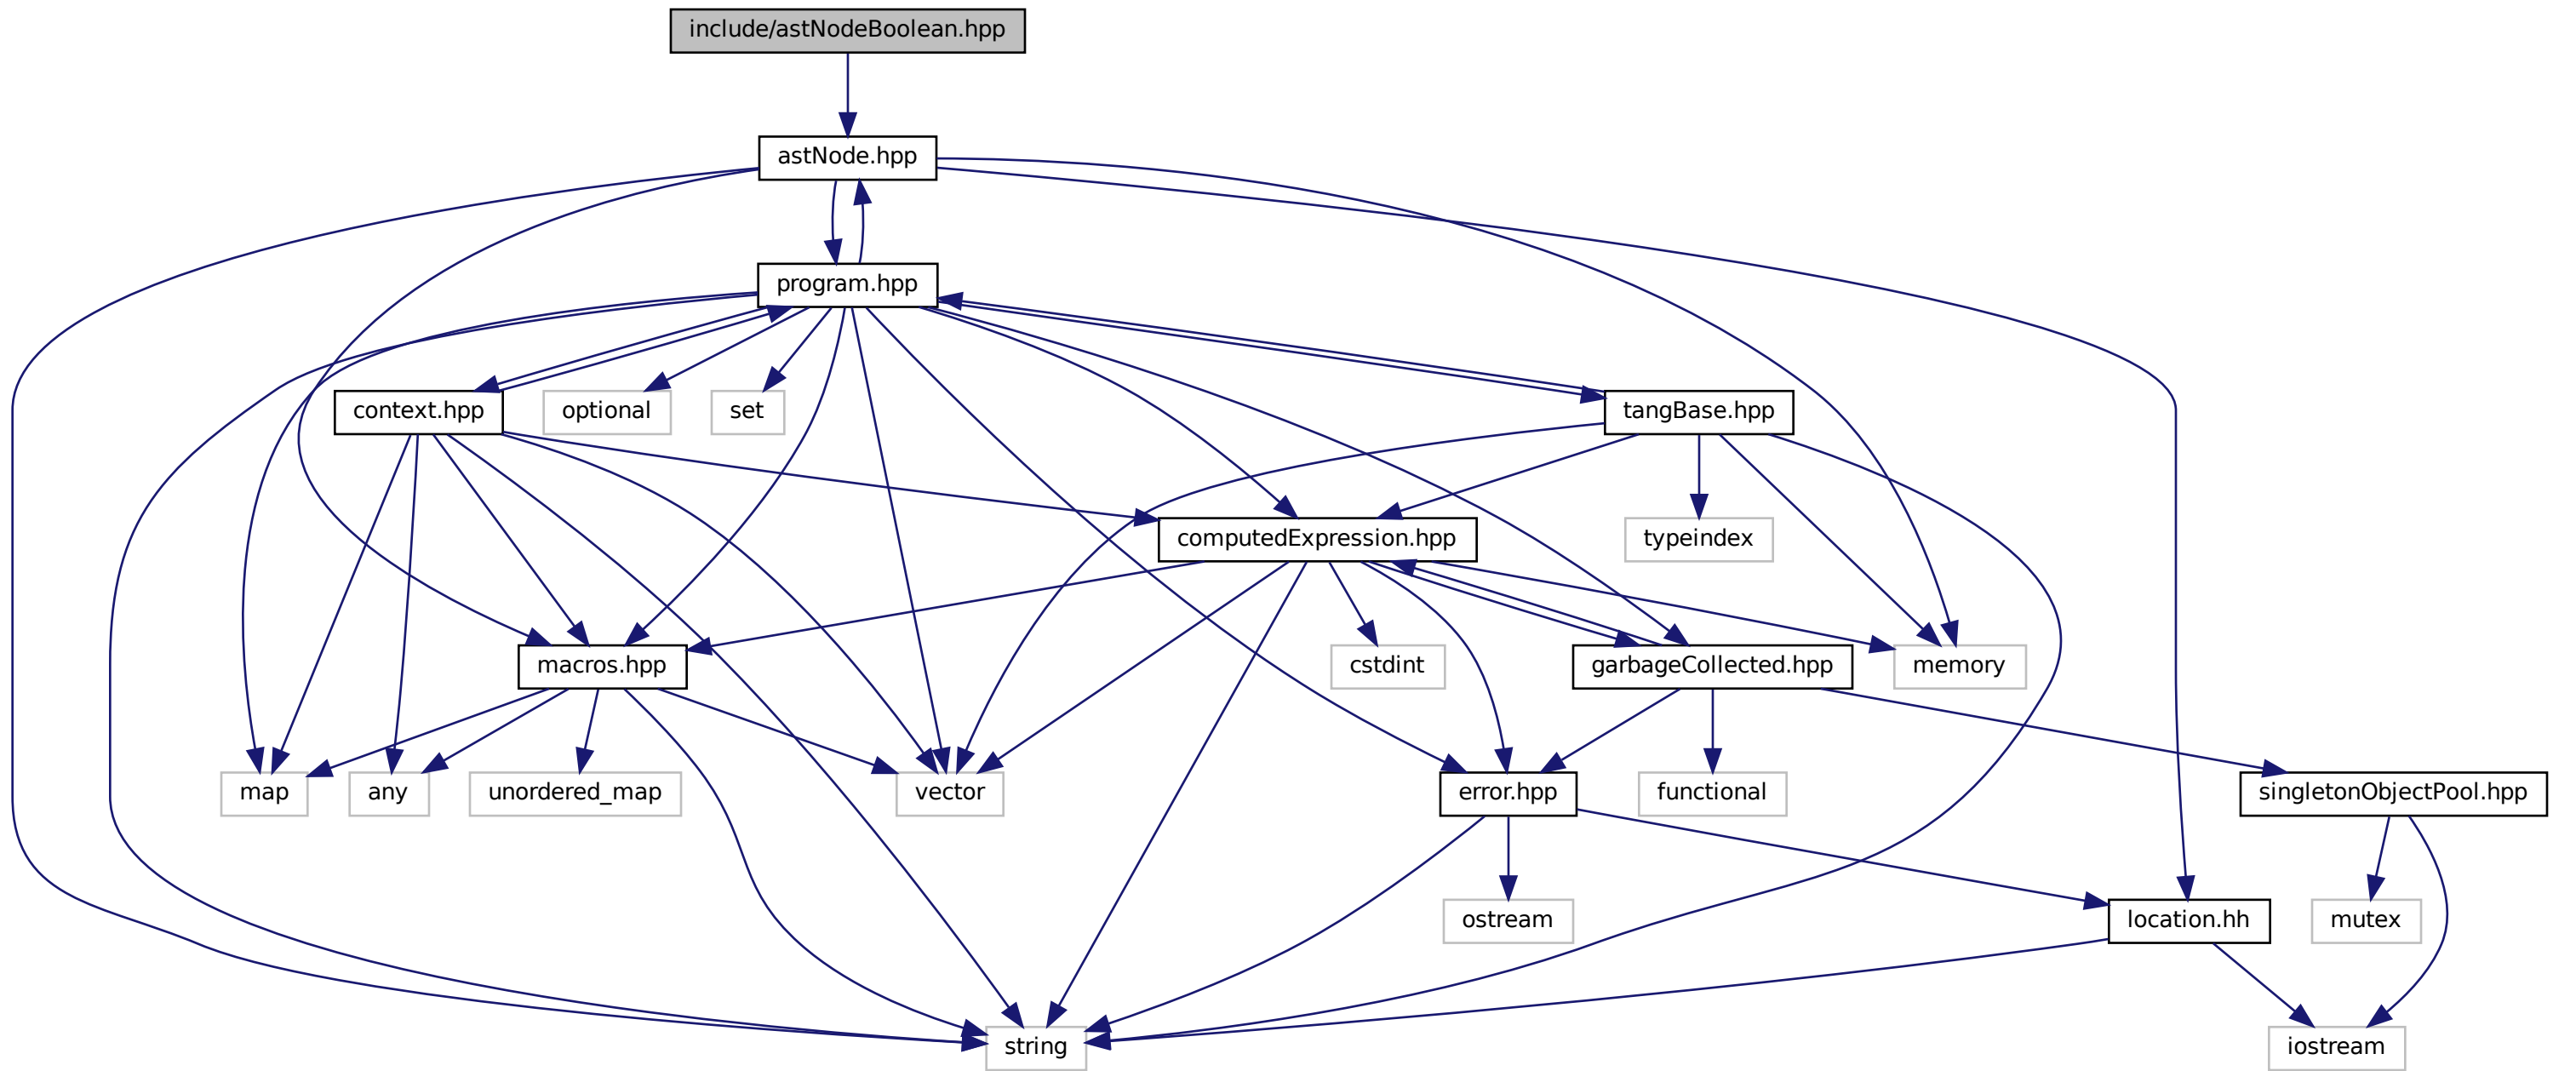 include/astNodeBoolean.hpp
astNode.hpp
program.hpp
context.hpp
optional
set
tangBase.hpp
computedExpression.hpp
typeindex
macros.hpp
cstdint
garbageCollected.hpp
memory
map
any
unordered_map
vector
error.hpp
functional
singletonObjectPool.hpp
ostream
location.hh
mutex
string
iostream